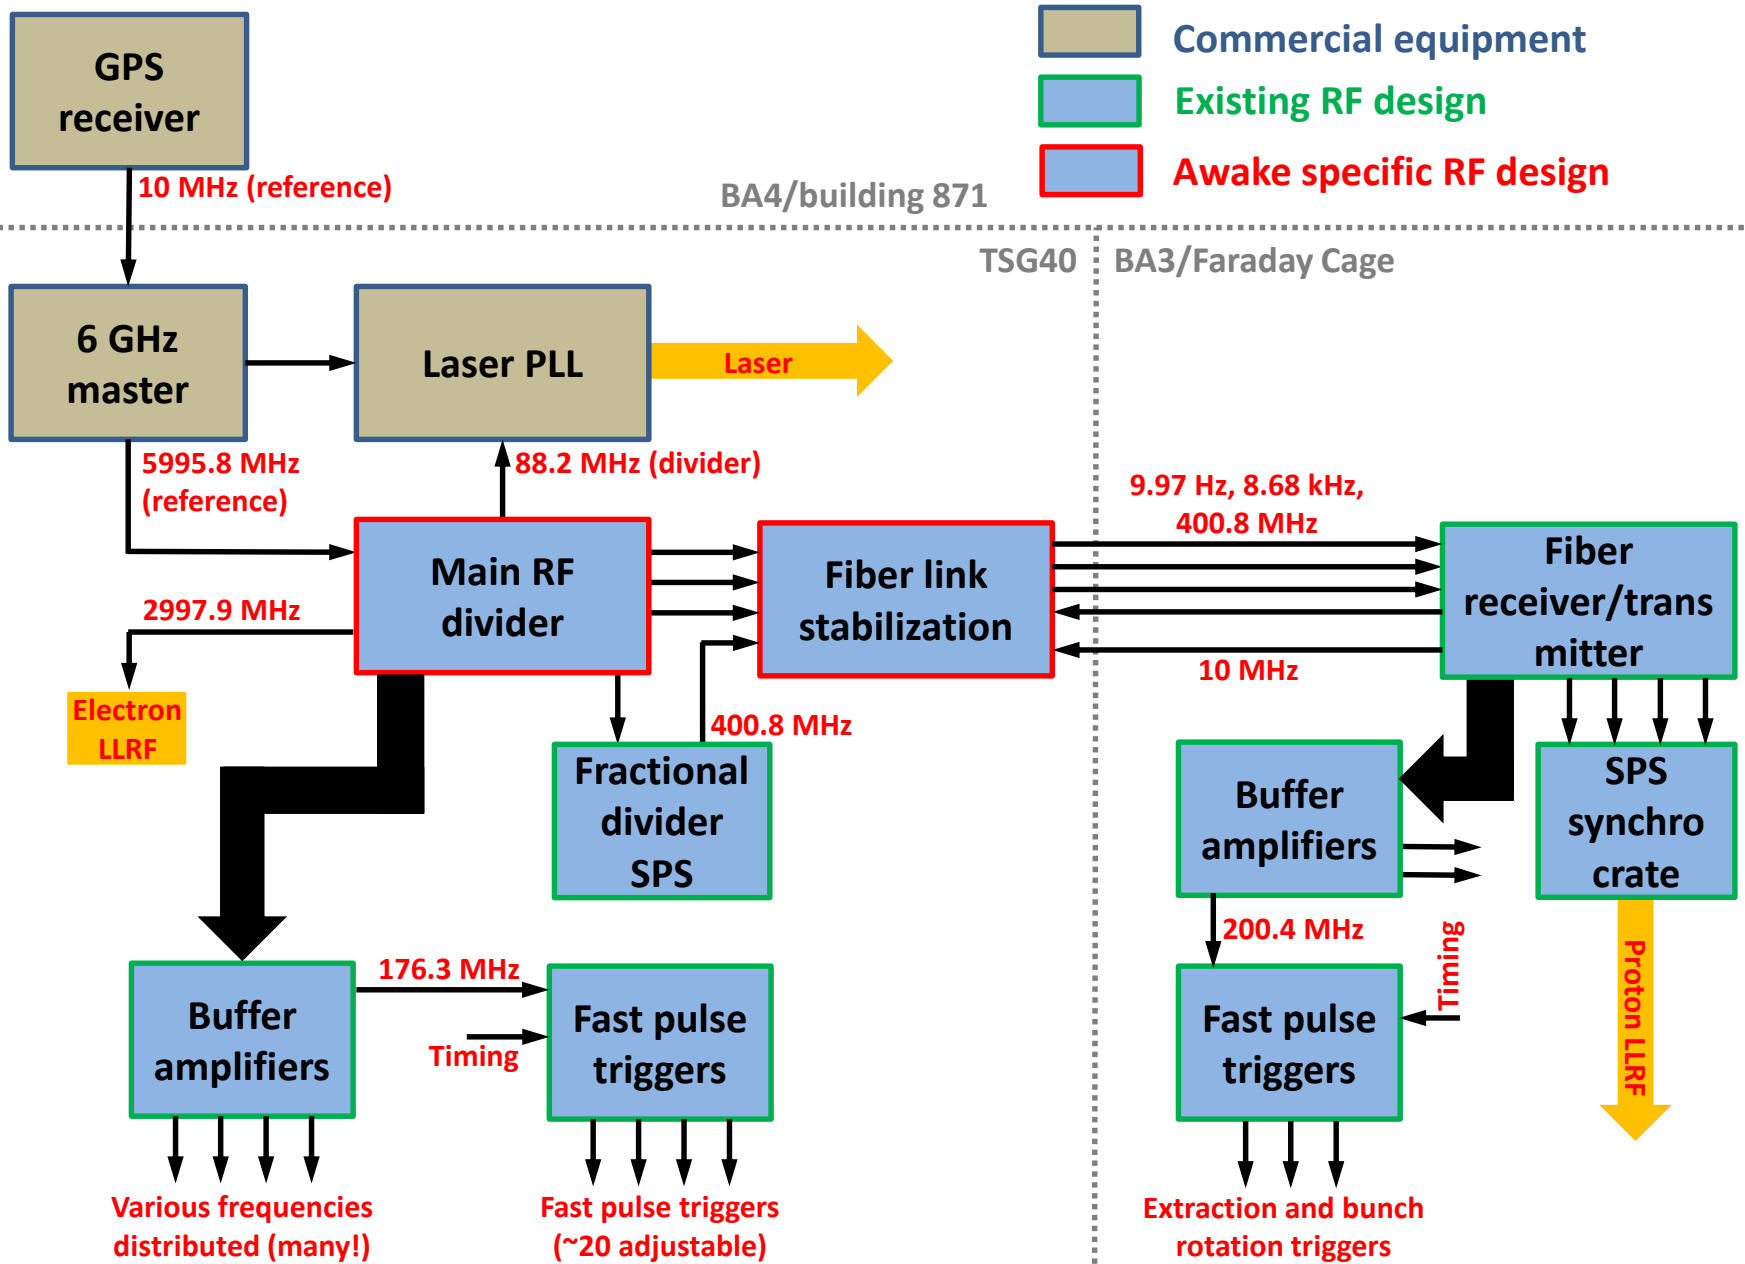 GPS
receiver
Commercial equipment
Existing RF design
Awake specific RF design
10 MHz (reference)
BA4/building 871
TSG40
BA3/Faraday Cage
6 GHz
master
Laser PLL
Laser
5995.8 MHz
(reference)
88.2 MHz (divider)
9.97 Hz, 8.68 kHz,
400.8 MHz
Main RF
divider
Fiber link
stabilization
Fiber
receiver/trans
mitter
2997.9 MHz
10 MHz
Electron
LLRF
400.8 MHz
Fractional
divider
SPS
Buffer
amplifiers
SPS
synchro
crate
200.4 MHz
Timing
Proton LLRF
176.3 MHz
Buffer
amplifiers
Timing
Fast pulse
triggers
Fast pulse
triggers
Various frequencies
distributed (many!)
Fast pulse triggers
(~20 adjustable)
Extraction and bunch
rotation triggers